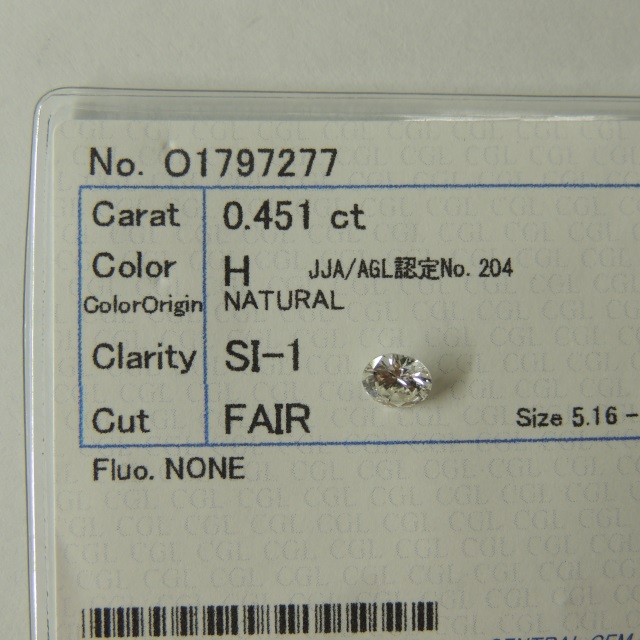 No. O1797277
Carat 0.451 ct
Color H JJA/AGL認定No. 204
ColorOrigin NATURAL
Clarity SI-1
Cut FAIR Size 5.16 -
Fluo. NONE